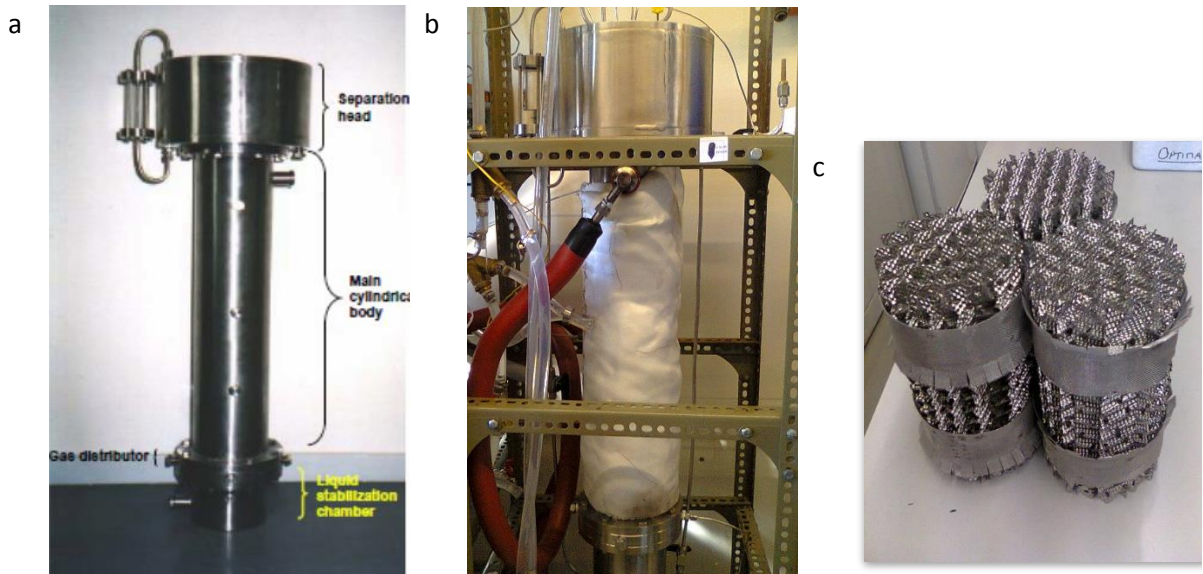 a
b
c
Separation
head
Main
cylindrica
body
Gas distributor
Liquid
stabilization
chamber
OPTIMA